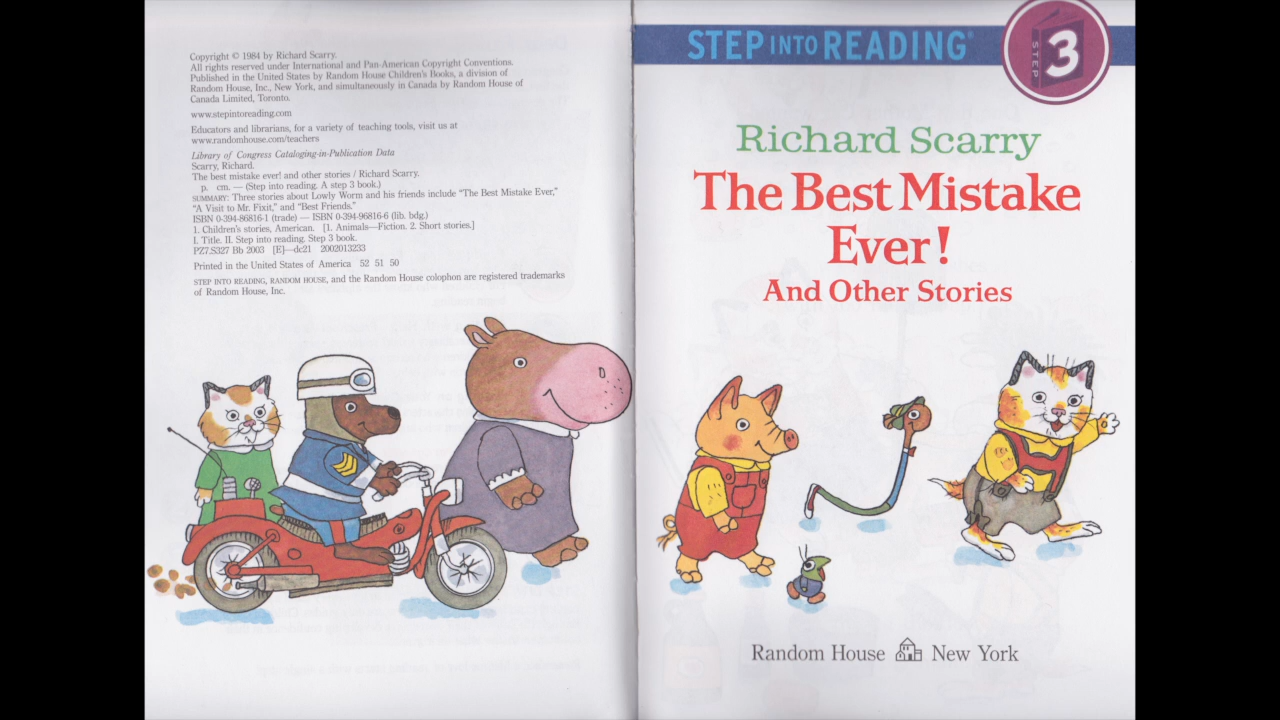 Copyright © 1984 by Richard Scarry.
All rights reserved under International and Pan-American Copyright Conventions.
Published in the United States by Random House Children's Books, a division of
Random House, Inc., New York, and simultaneously in Canada by Random House of
Canada Limited, Toronto.
www.stepintoreading.com
Educators and librarians, for a variety of teaching tools, visit us at
www.randomhouse.com/teachers
Library of Congress Cataloging-in-Publication Data
Scarry, Richard.
The best mistake ever! and other stories / Richard Scarry.
p. cm. — (Step into reading. A step 3 book.)
SUMMARY: Three stories about Lowly Worm and his friends include “The Best Mistake Ever,”
“A Visit to Mr. Fixit,” and “Best Friends.”
ISBN 0-394-86816-1 (trade) — ISBN 0-394-96816-6 (lib. bdg.)
1. Children's stories, American. [1. Animals—Fiction. 2. Short stories.]
I. Title. II. Step into reading. Step 3 book.
PZ7.S327 Bb 2003 [E]—dc21 2002013233
Printed in the United States of America 52 51 50
STEP INTO READING, RANDOM HOUSE, and the Random House colophon are registered trademarks
of Random House, Inc.
STEP INTO READING®
STEP 3
Richard Scarry
The Best Mistake
Ever!
And Other Stories
Random House New York